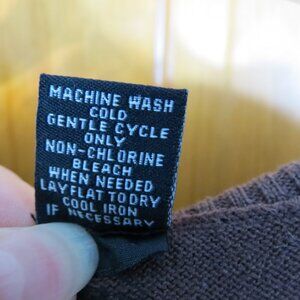 MACHINE WASH
COLD
GENTLE CYCLE
ONLY
NON-CHLORINE
BLEACH
WHEN NEEDED
LAY FLAT TO DRY
COOL IRON
IF NECESSARY